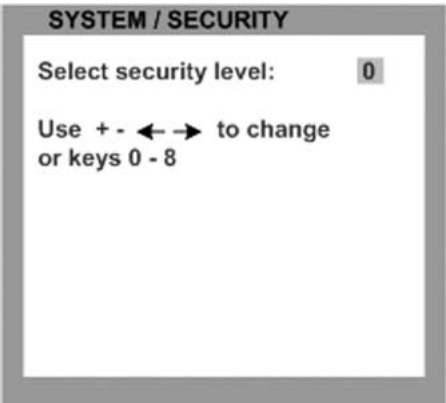 SYSTEM / SECURITY
Select security level: 0
Use + - ← → to change
or keys 0 - 8